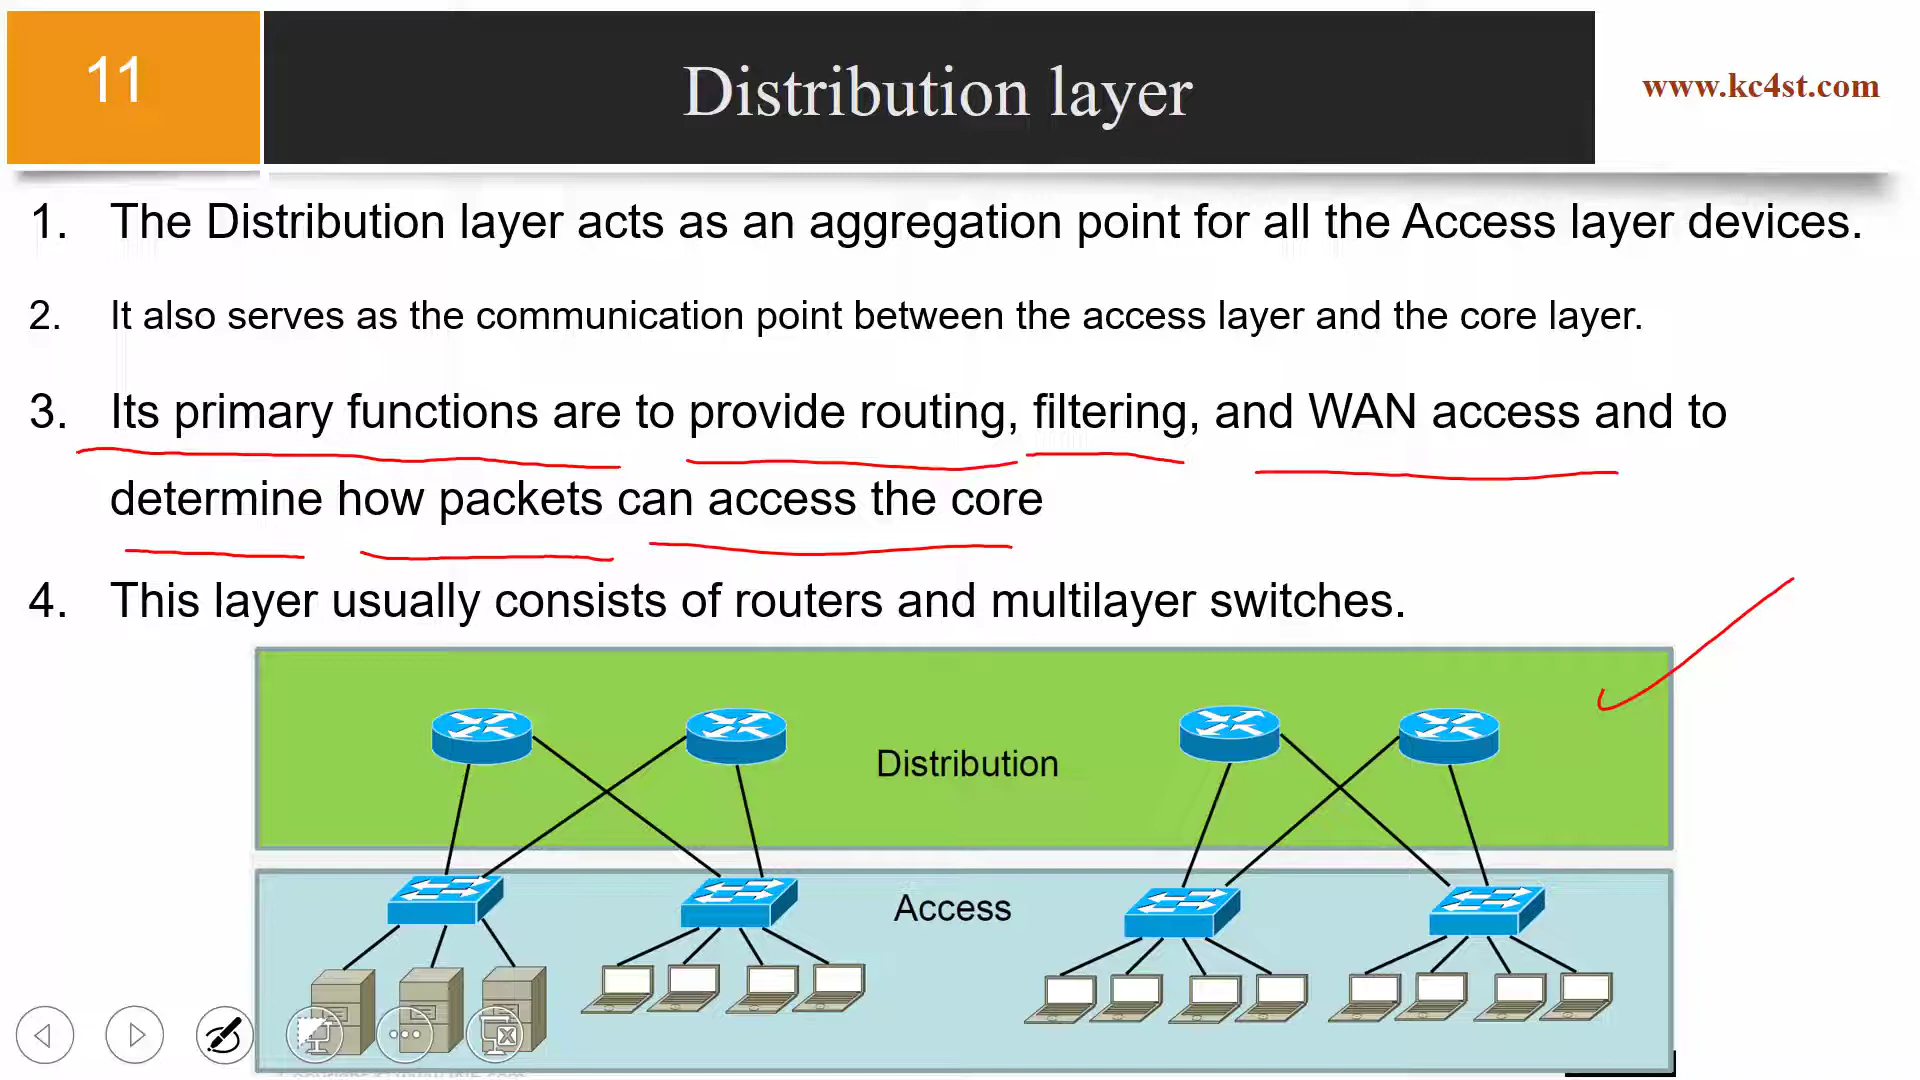 11
Distribution layer
www.kc4st.com
1. The Distribution layer acts as an aggregation point for all the Access layer devices.
2. It also serves as the communication point between the access layer and the core layer.
3. Its primary functions are to provide routing, filtering, and WAN access and to
determine how packets can access the core
4. This layer usually consists of routers and multilayer switches.
Distribution
Access